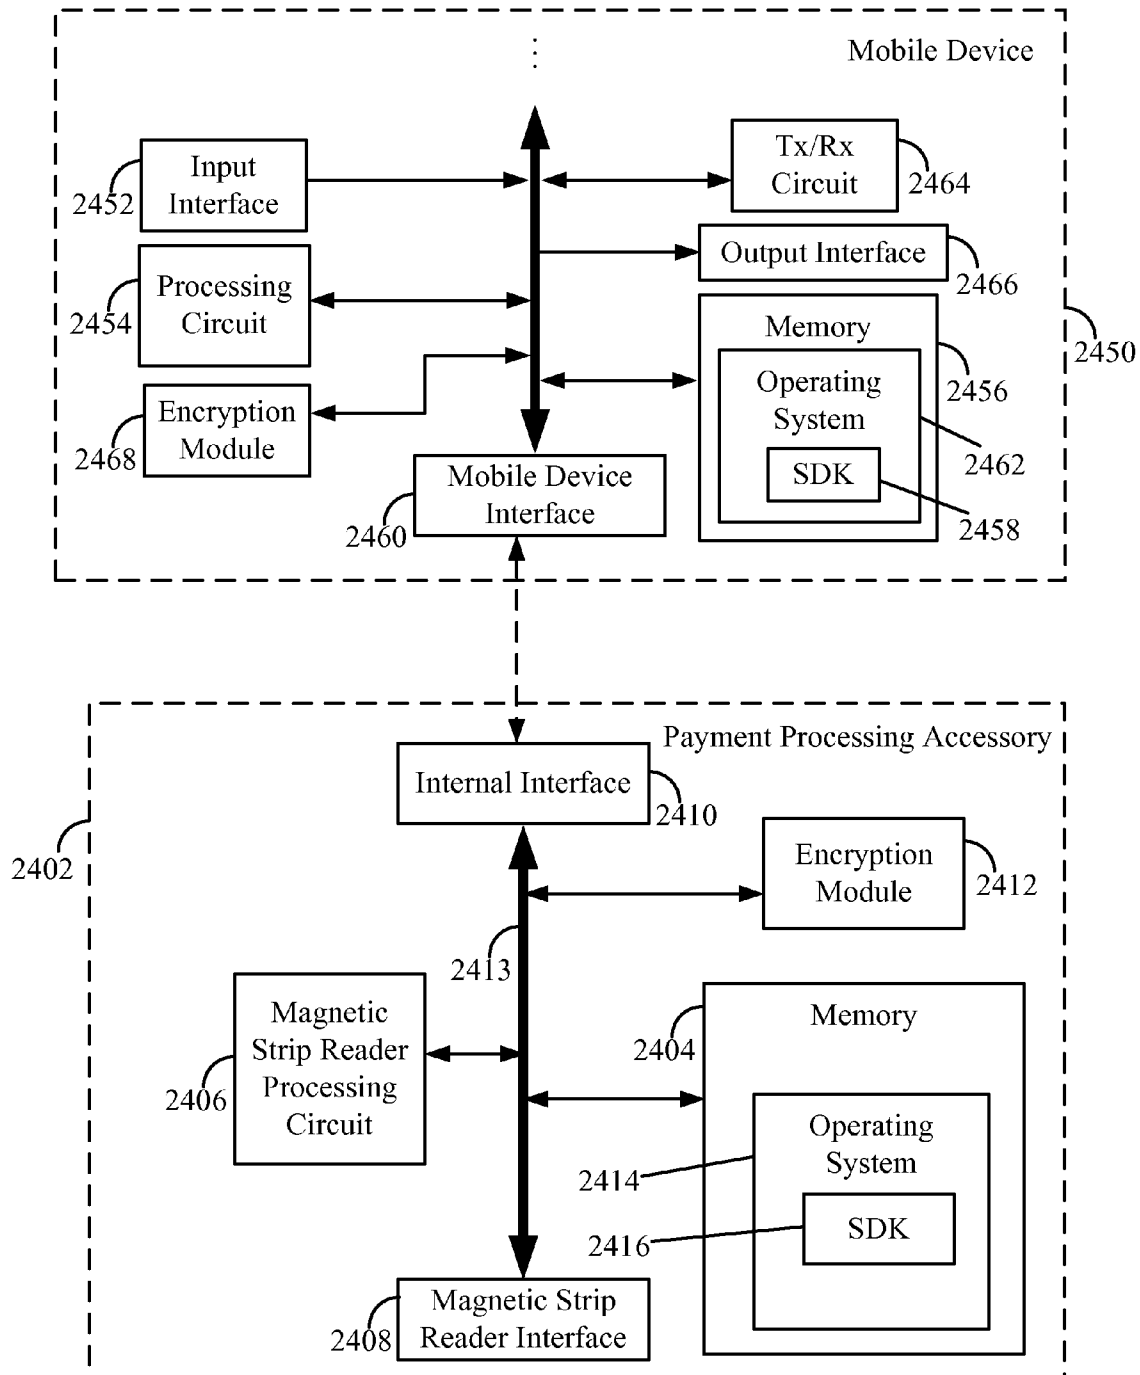 Mobile Device
Input
Interface
2452
Tx/Rx
Circuit
2464
Output Interface
2466
Processing
Circuit
2454
Memory
2456
2450
Operating
System
2462
SDK
2458
Encryption
Module
2468
Mobile Device
Interface
2460
Payment Processing Accessory
Internal Interface
2410
2402
Encryption
Module
2412
2413
Magnetic
Strip Reader
Processing
Circuit
2406
Memory
2404
Operating
System
2414
SDK
2416
Magnetic Strip
Reader Interface
2408